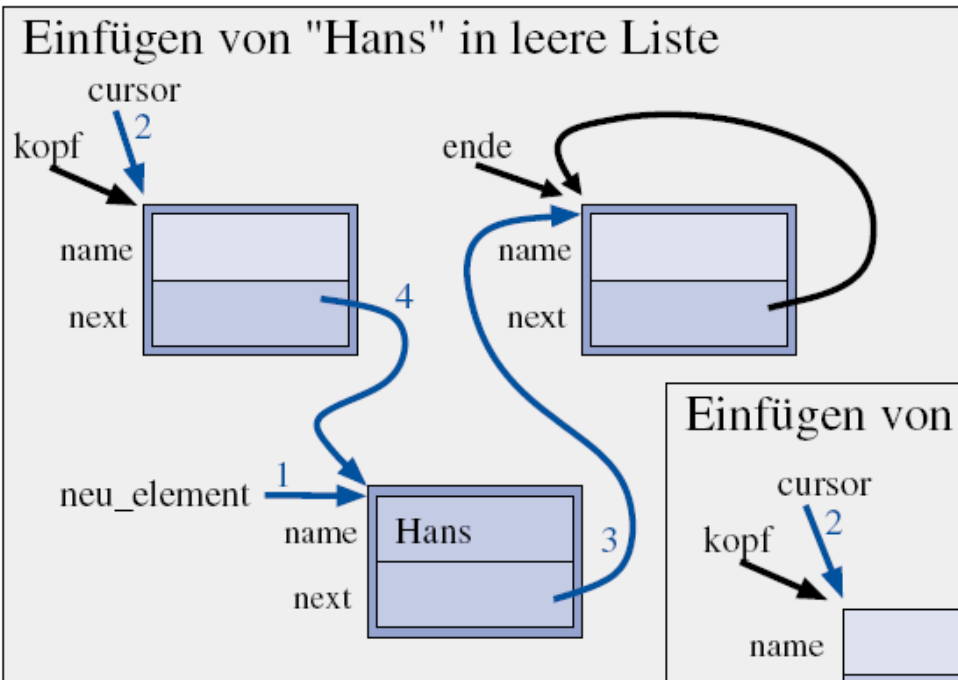 Einfügen von "Hans" in leere Liste
cursor
2
kopf
ende
name
name
next
4
next
neu_element
1
name
Hans
3
next
Einfügen von
cursor
2
kopf
name